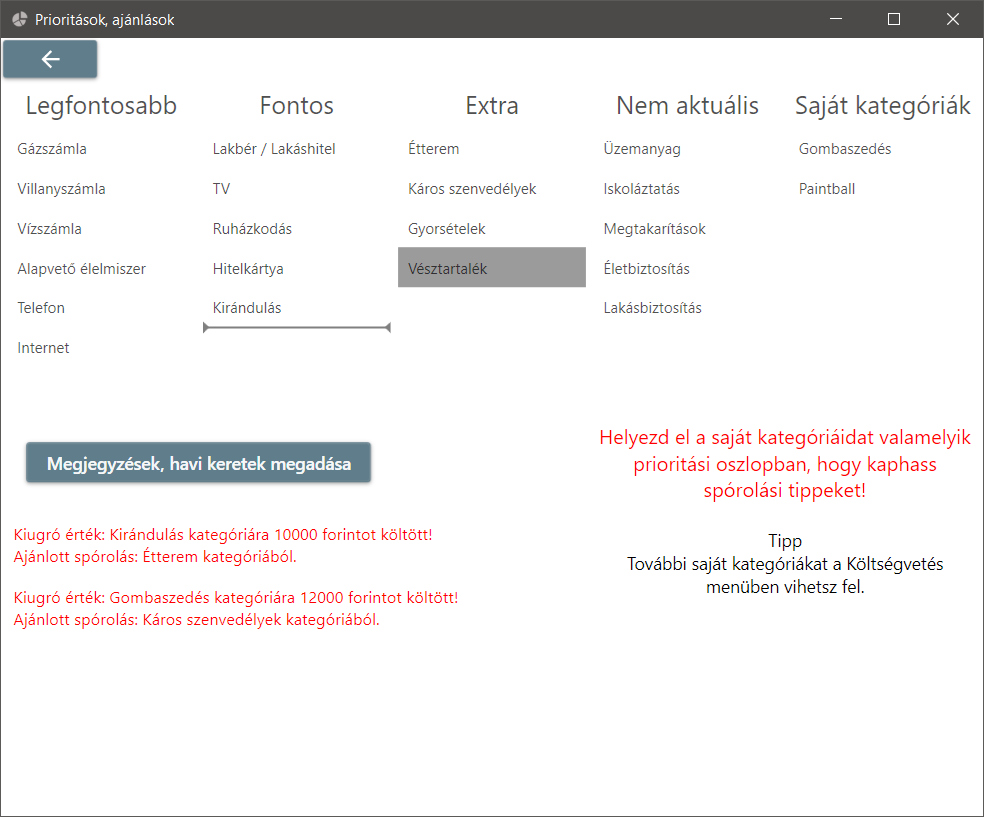 Prioritások, ajánlások
Legfontosabb
Fontos
Extra
Nem aktuális
Saját kategóriák
Gázszámla
Lakbér / Lakáshitel
Étterem
Üzemanyag
Gombaszedés
Villanyszámla
TV
Káros szenvedélyek
Iskoláztatás
Paintball
Vízszámla
Ruházkodás
Gyorsételek
Megtakarítások
Alapvető élelmiszer
Hitelkártya
Vésztartalék
Életbiztosítás
Telefon
Kirándulás
Lakásbiztosítás
Internet
Megjegyzések, havi keretek megadása
Helyezd el a saját kategóriáidat valamelyik
prioritási oszlopban, hogy kaphass
spórolási tippeket!
Kiugró érték: Kirándulás kategóriára 10000 forintot költött!
Ajánlott spórolás: Étterem kategóriából.
Kiugró érték: Gombaszedés kategóriára 12000 forintot költött!
Ajánlott spórolás: Káros szenvedélyek kategóriából.
Tipp
További saját kategóriákat a Költségvetés
menüben vihetsz fel.